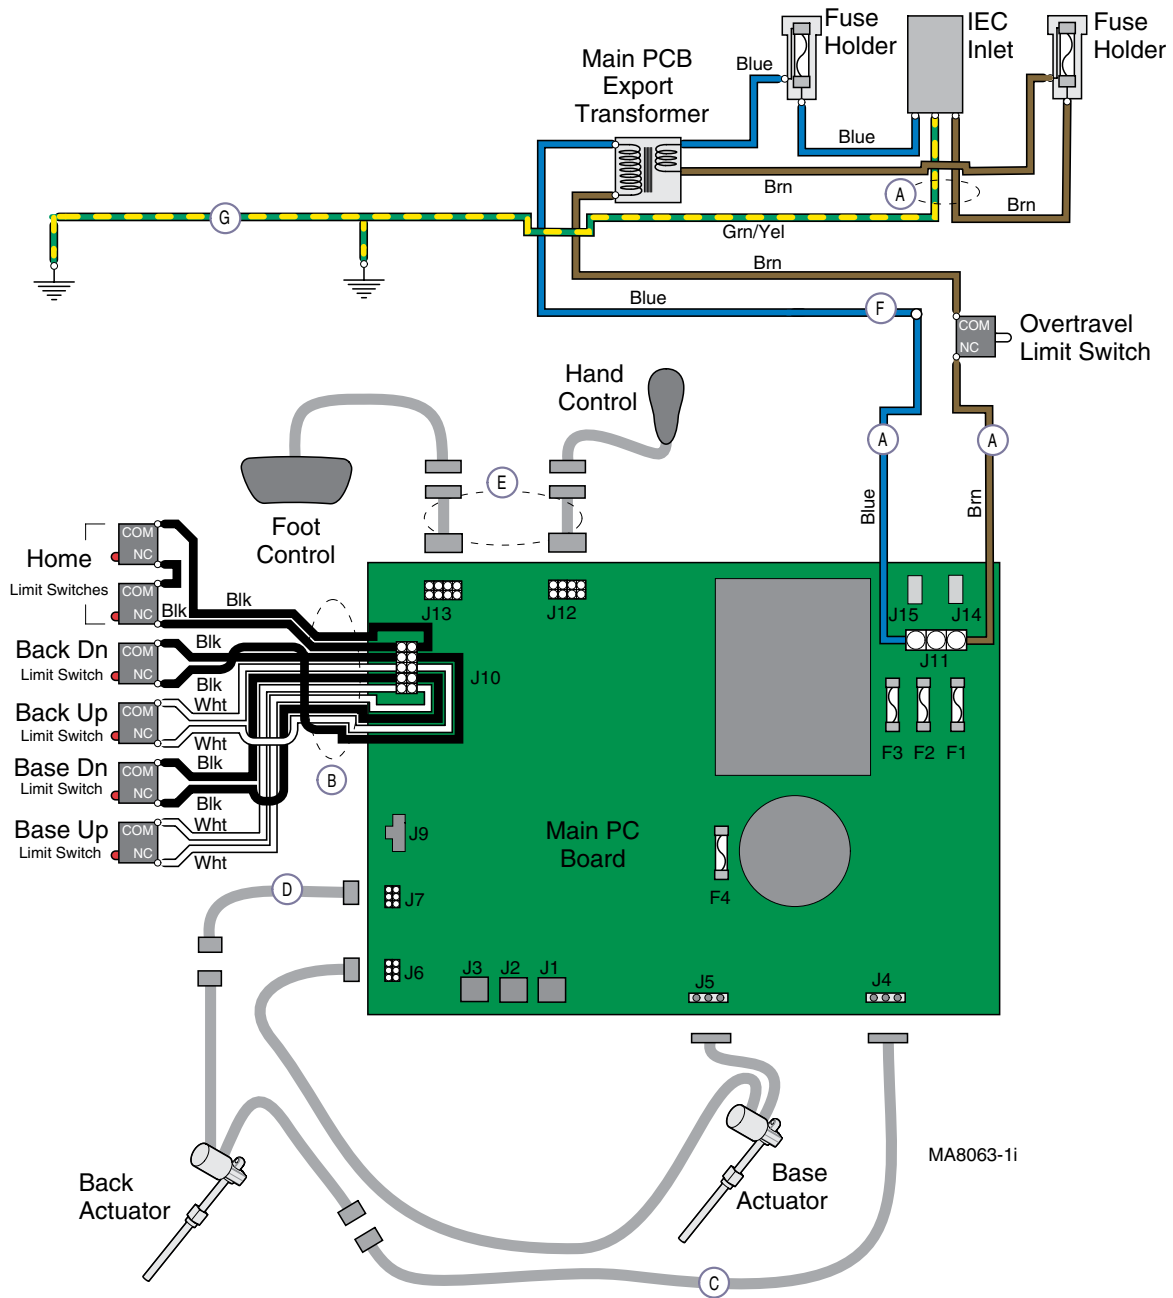 Fuse
Holder
IEC
Inlet
Fuse
Holder
Main PCB
Export
Transformer
Blue
Blue
Brn
A
Brn
G
Grn/Yel
Brn
Blue
F
COM
NC
Overtravel
Limit Switch
Hand
Control
A
A
E
Blue
Brn
Foot
Control
Home
Limit Switches
COM
NC
COM
NC
Blk
Blk
J13
J12
J15
J14
J11
Back Dn
Limit Switch
COM
NC
Blk
Blk
J10
Back Up
Limit Switch
COM
NC
Wht
Wht
Base Dn
Limit Switch
COM
NC
Blk
Blk
B
F3
F2
F1
Base Up
Limit Switch
COM
NC
Wht
Wht
J9
Main PC
Board
F4
D
J7
J6
J3
J2
J1
J5
J4
Back
Actuator
Base
Actuator
MA8063-1i
C